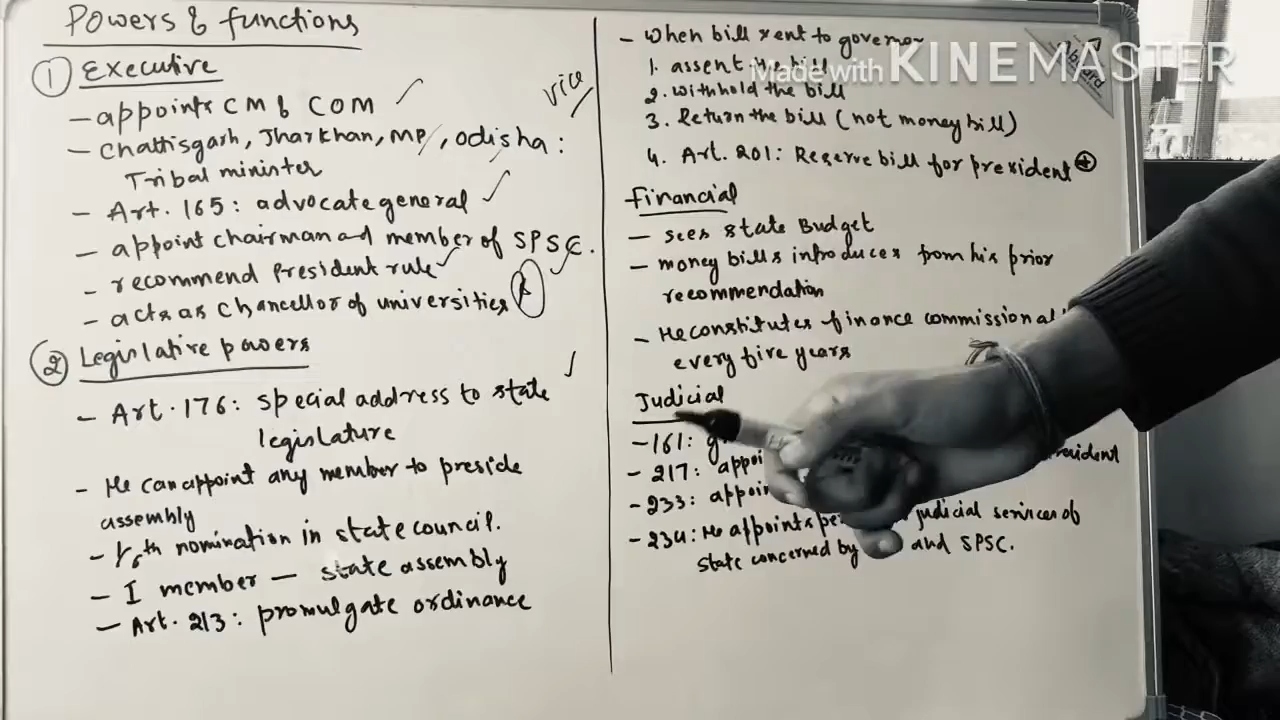 Powers & functions
① Executive
- appoints CM & COM
- Chattisgarh, Jharkhan, MP, Odisha:
Tribal minister
- Art. 165: advocate general
- appoint chairman and member of SPSC.
- recommend President rule
- acts as chancellor of universities
vice
② Legislative powers
- Art. 176: special address to state
legislature
- He can appoint any member to preside
assembly
- 1/6th nomination in state council.
- I member - state assembly
- Art. 213: promulgate ordinance
- When bill sent to governor
1. assent the bill
2. withhold the bill
3. Return the bill (not money bill)
4. Art. 201: Reserve bill for president
Financial
- sees state Budget
- money bills introduces from his prior
recommendation
- He constitutes finance commission
every five years
Judicial
- 161:
- 217: president
- 233:
- 234: He appoints judicial services of
state concerned by and SPSC.
Made with KINEMASTER